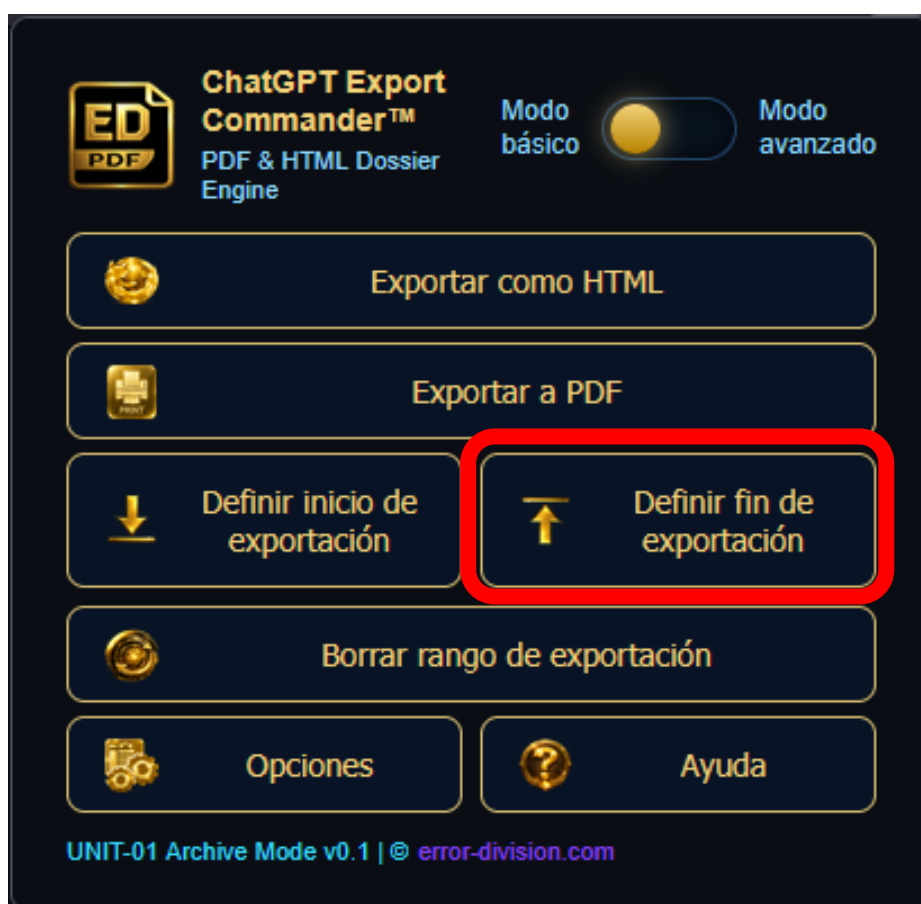 ED
PDF
ChatGPT Export
Commander™
PDF & HTML Dossier
Engine
Modo
básico
Modo
avanzado
Exportar como HTML
PRINT
Exportar a PDF
Definir inicio de
exportación
Definir fin de
exportación
Borrar rango de exportación
Opciones
?
Ayuda
UNIT-01 Archive Mode v0.1 | © error-division.com